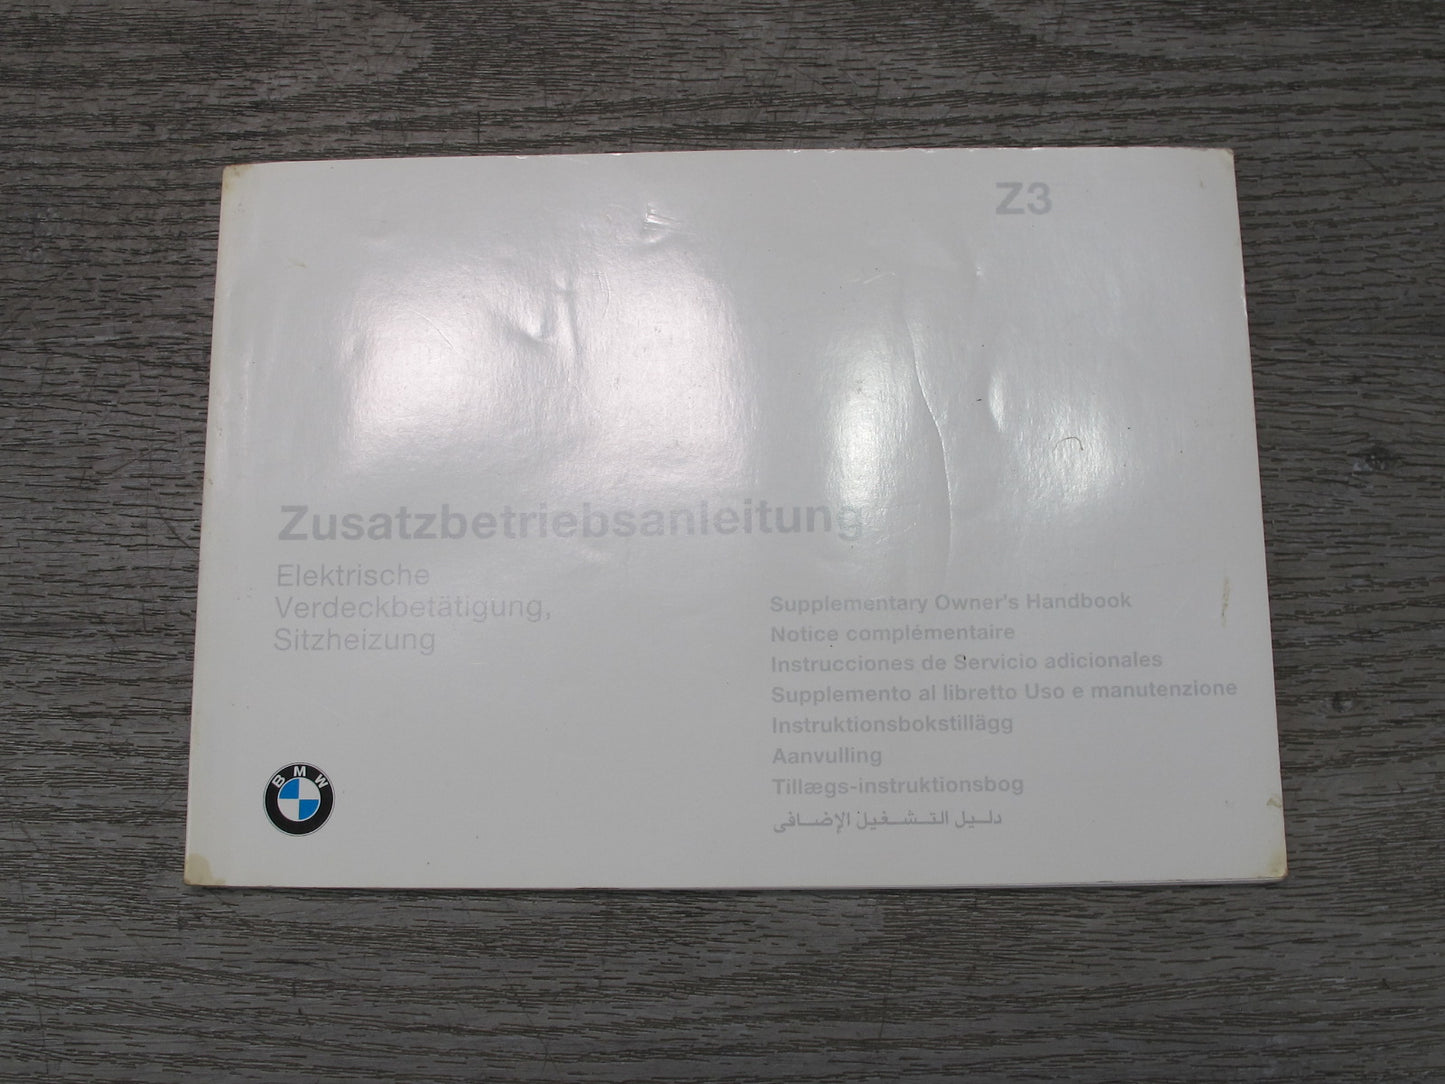 Z3
Zusatzbetriebsanleitung
Elektrische
Verdeckbetätigung,
Sitzheizung
Supplementary Owner's Handbook
Notice complémentaire
Instrucciones de Servicio adicionales
Supplemento al libretto Uso e manutenzione
Instruktionsbokstillägg
Aanvulling
Tillægs-instruktionsbog
دليل التشغيل الإضافى
BMW